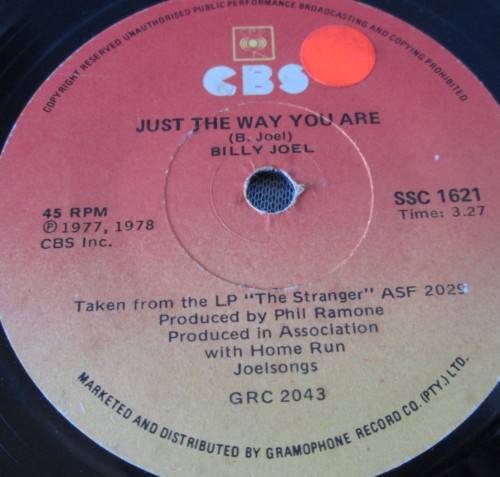 COPYRIGHT RESERVED UNAUTHORISED PUBLIC PERFORMANCE BROADCASTING AND COPYING PROHIBITED
CBS
JUST THE WAY YOU ARE
(B. Joel)
BILLY JOEL
45 RPM
℗ 1977, 1978
CBS Inc.
SSC 1621
Time: 3.27
Taken from the LP "The Stranger" ASF 2029
Produced by Phil Ramone
Produced in Association
with Home Run
Joelsongs
GRC 2043
MARKETED AND DISTRIBUTED BY GRAMOPHONE RECORD CO. (PTY.) LTD.